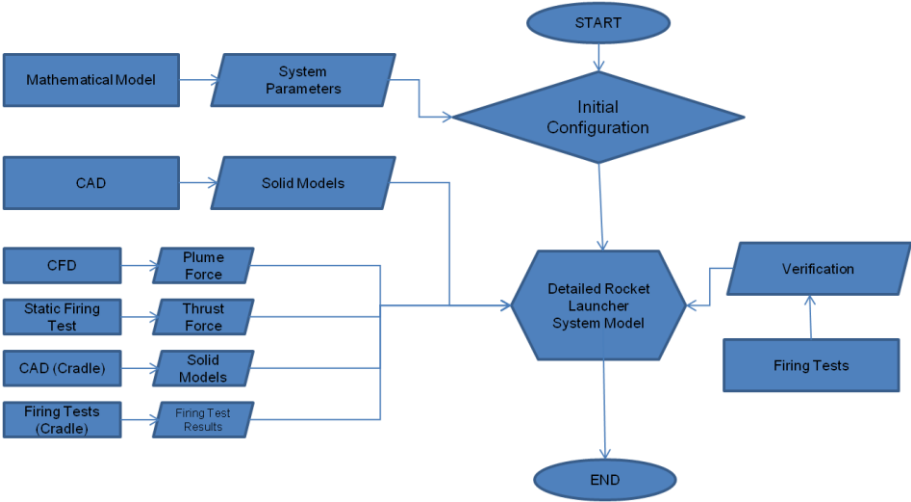 START
Mathematical Model
System
Parameters
Initial
Configuration
CAD
Solid Models
CFD
Plume
Force
Static Firing
Test
Thrust
Force
CAD (Cradle)
Solid
Models
Firing Tests
(Cradle)
Firing Test
Results
Detailed Rocket
Launcher
System Model
Verification
Firing Tests
END